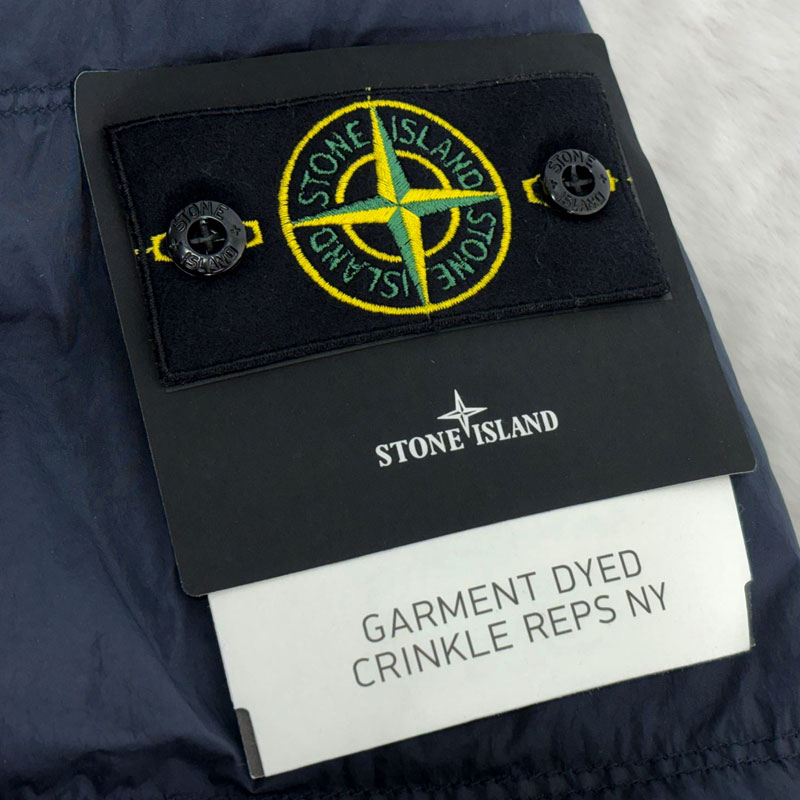 STONE ISLAND
STONE ISLAND
STONE
ISLAND
STONE
ISLAND
STONE ISLAND
GARMENT DYED
CRINKLE REPS NY